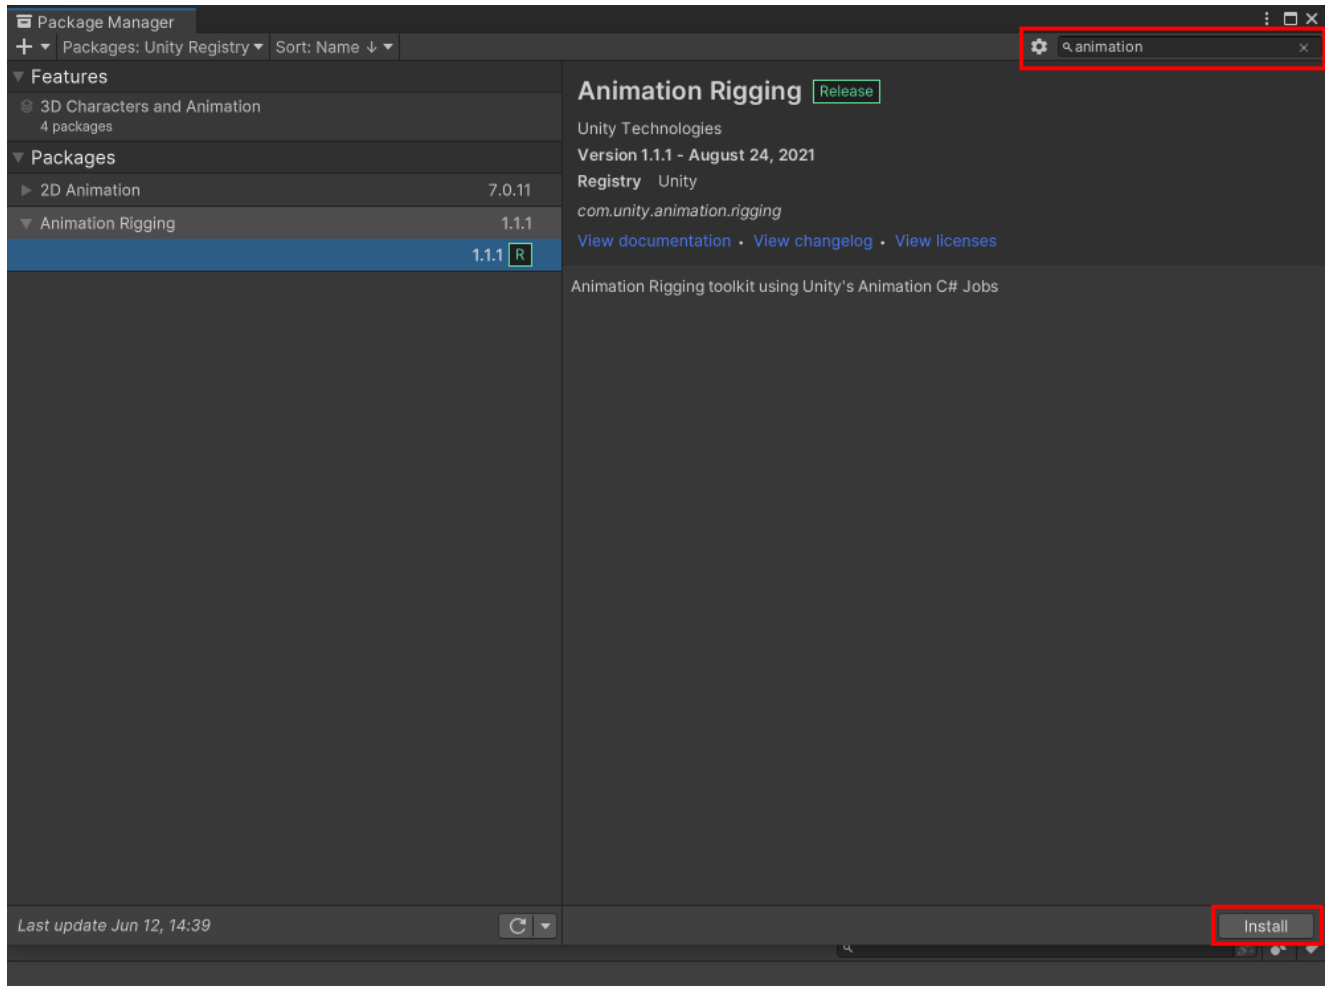 Package Manager
Packages: Unity Registry Sort: Name ↓
animation
Features
3D Characters and Animation
4 packages
Packages
2D Animation 7.0.11
Animation Rigging 1.1.1
1.1.1 R
Animation Rigging Release
Unity Technologies
Version 1.1.1 - August 24, 2021
Registry Unity
com.unity.animation.rigging
View documentation • View changelog • View licenses
Animation Rigging toolkit using Unity's Animation C# Jobs
Last update Jun 12, 14:39
Install